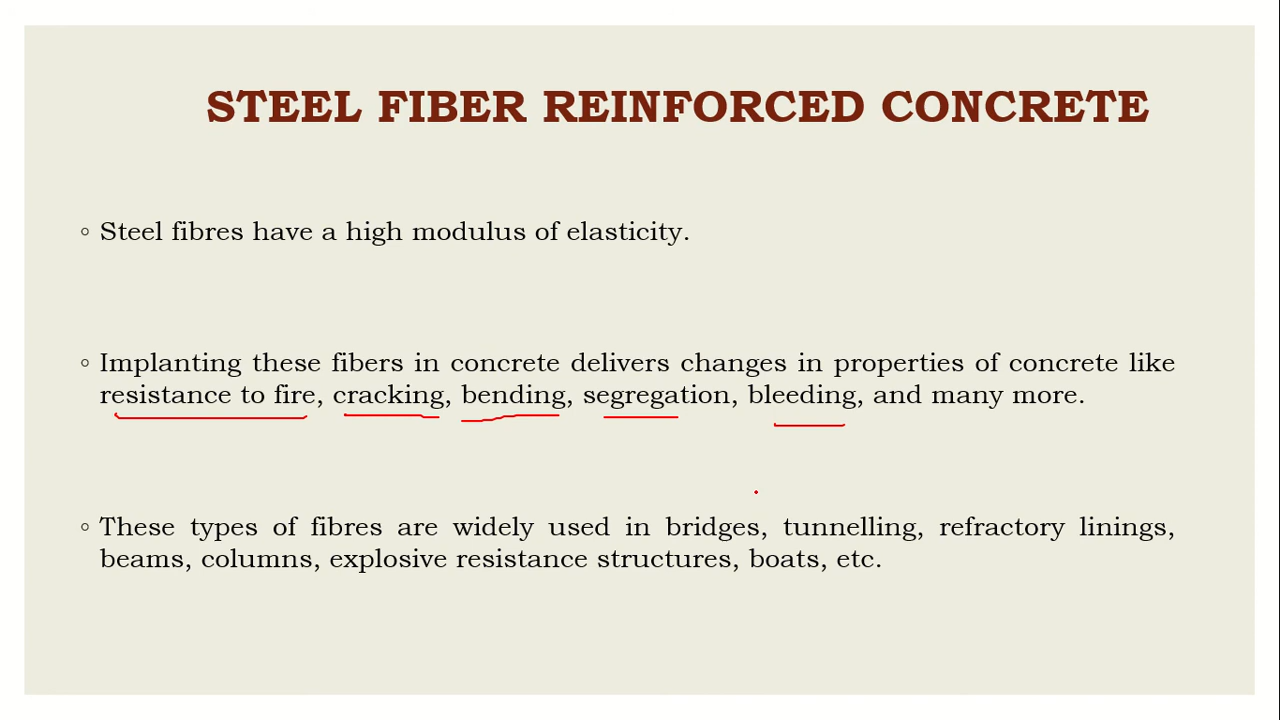 STEEL FIBER REINFORCED CONCRETE
◦ Steel fibres have a high modulus of elasticity.
◦ Implanting these fibers in concrete delivers changes in properties of concrete like
resistance to fire, cracking, bending, segregation, bleeding, and many more.
◦ These types of fibres are widely used in bridges, tunnelling, refractory linings,
beams, columns, explosive resistance structures, boats, etc.